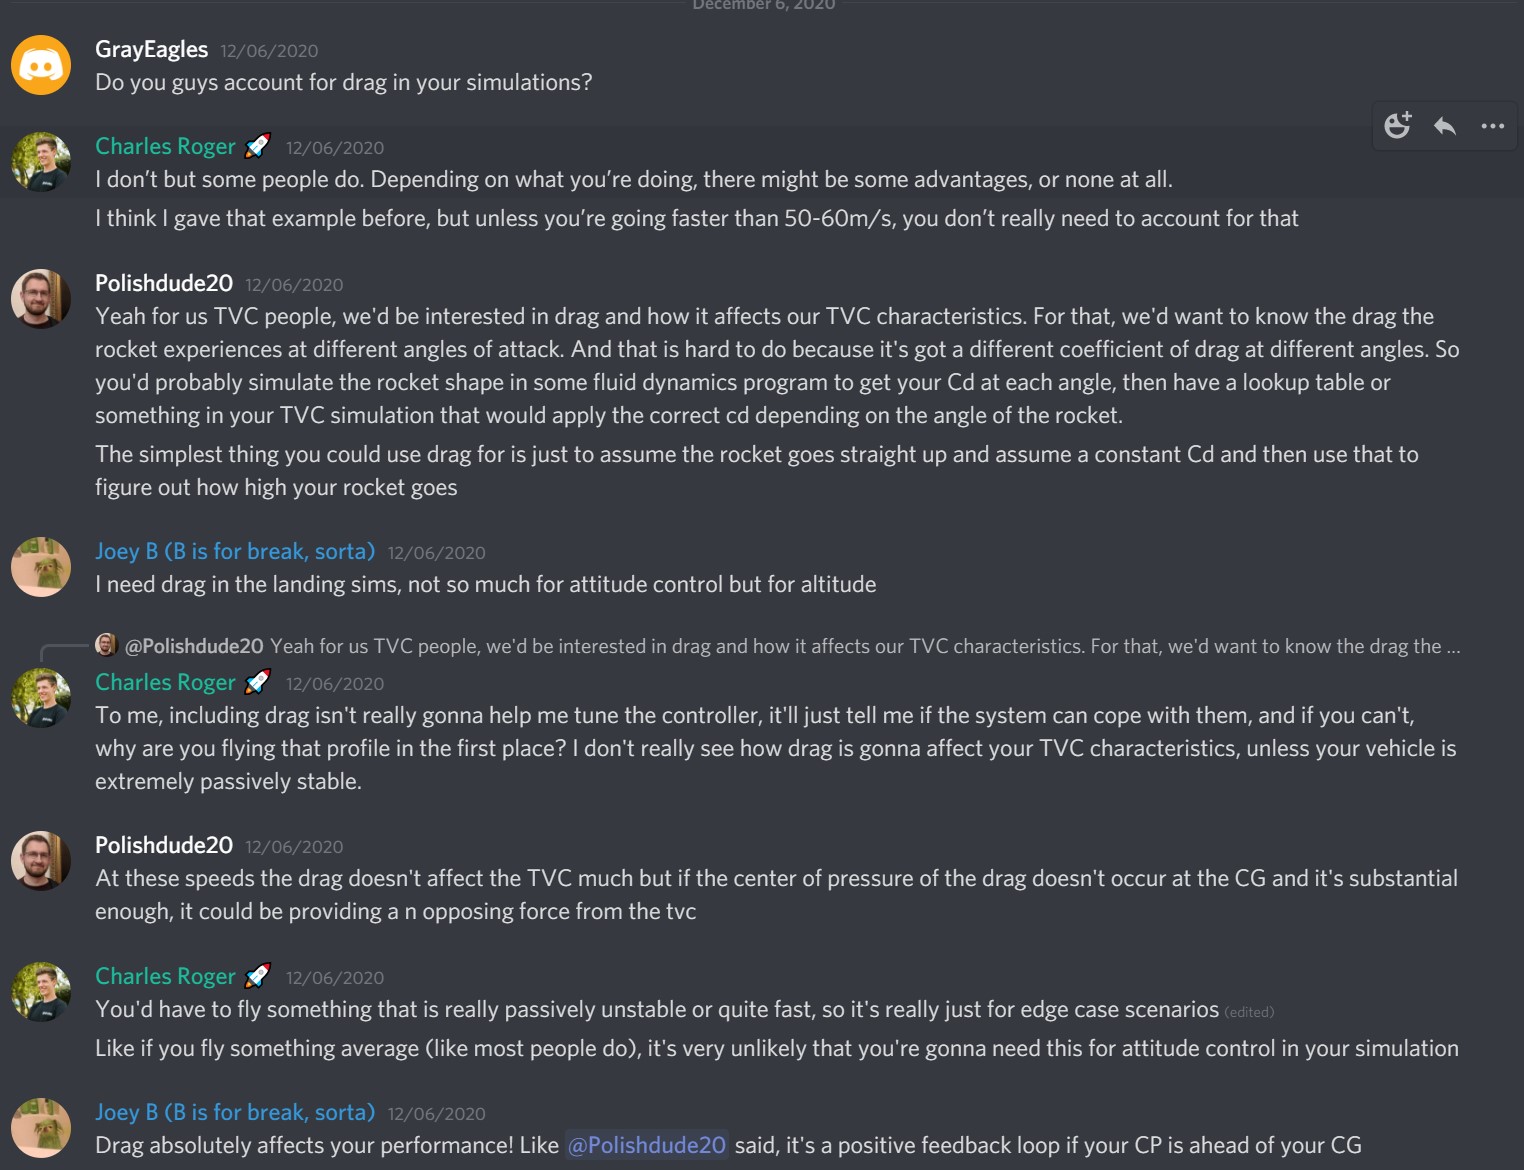 December 6, 2020
GrayEagles 12/06/2020
Do you guys account for drag in your simulations?
Charles Roger 🚀 12/06/2020
I don’t but some people do. Depending on what you’re doing, there might be some advantages, or none at all.
I think I gave that example before, but unless you’re going faster than 50-60m/s, you don’t really need to account for that
Polishdude20 12/06/2020
Yeah for us TVC people, we'd be interested in drag and how it affects our TVC characteristics. For that, we'd want to know the drag the
rocket experiences at different angles of attack. And that is hard to do because it's got a different coefficient of drag at different angles. So
you'd probably simulate the rocket shape in some fluid dynamics program to get your Cd at each angle, then have a lookup table or
something in your TVC simulation that would apply the correct cd depending on the angle of the rocket.
The simplest thing you could use drag for is just to assume the rocket goes straight up and assume a constant Cd and then use that to
figure out how high your rocket goes
Joey B (B is for break, sorta) 12/06/2020
I need drag in the landing sims, not so much for attitude control but for altitude
@Polishdude20 Yeah for us TVC people, we'd be interested in drag and how it affects our TVC characteristics. For that, we'd want to know the drag the ...
Charles Roger 🚀 12/06/2020
To me, including drag isn't really gonna help me tune the controller, it'll just tell me if the system can cope with them, and if you can't,
why are you flying that profile in the first place? I don't really see how drag is gonna affect your TVC characteristics, unless your vehicle is
extremely passively stable.
Polishdude20 12/06/2020
At these speeds the drag doesn't affect the TVC much but if the center of pressure of the drag doesn't occur at the CG and it's substantial
enough, it could be providing a n opposing force from the tvc
Charles Roger 🚀 12/06/2020
You'd have to fly something that is really passively unstable or quite fast, so it's really just for edge case scenarios (edited)
Like if you fly something average (like most people do), it's very unlikely that you're gonna need this for attitude control in your simulation
Joey B (B is for break, sorta) 12/06/2020
Drag absolutely affects your performance! Like @Polishdude20 said, it's a positive feedback loop if your CP is ahead of your CG